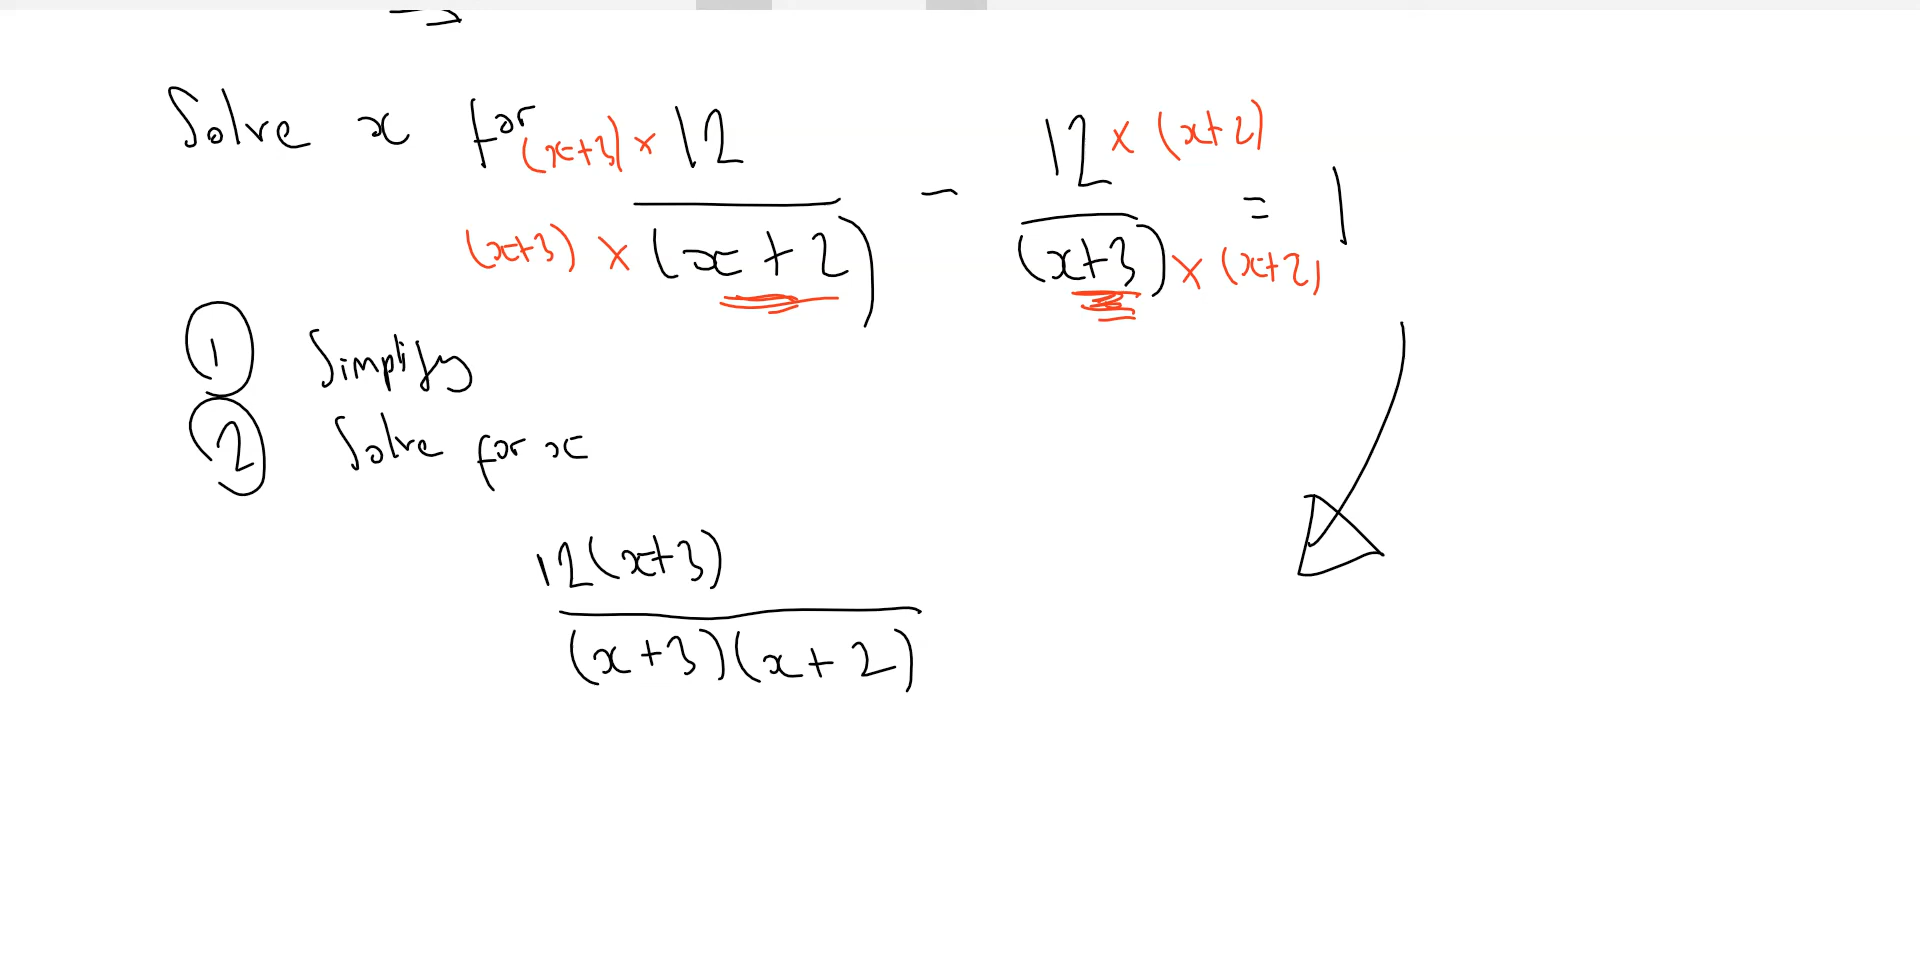 Solve x for
(x+3) × 12 12 × (x+2)
− = 1
(x+3) × (x+2) (x+3) × (x+2)
1 Simplify
2 Solve for x
12(x+3)
(x+3)(x+2)